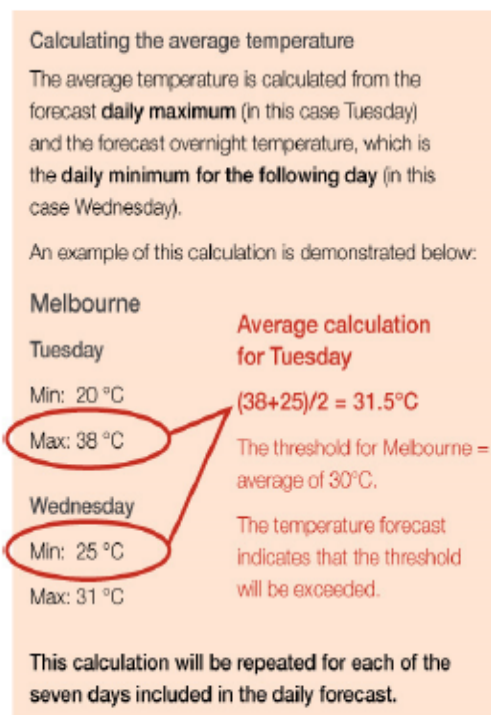 Calculating the average temperature
The average temperature is calculated from the
forecast daily maximum (in this case Tuesday)
and the forecast overnight temperature, which is
the daily minimum for the following day (in this
case Wednesday).
An example of this calculation is demonstrated below:
Melbourne
Tuesday
Min: 20 °C
Max: 38 °C
Wednesday
Min: 25 °C
Max: 31 °C
Average calculation
for Tuesday
(38+25)/2 = 31.5°C
The threshold for Melbourne =
average of 30°C.
The temperature forecast
indicates that the threshold
will be exceeded.
This calculation will be repeated for each of the
seven days included in the daily forecast.